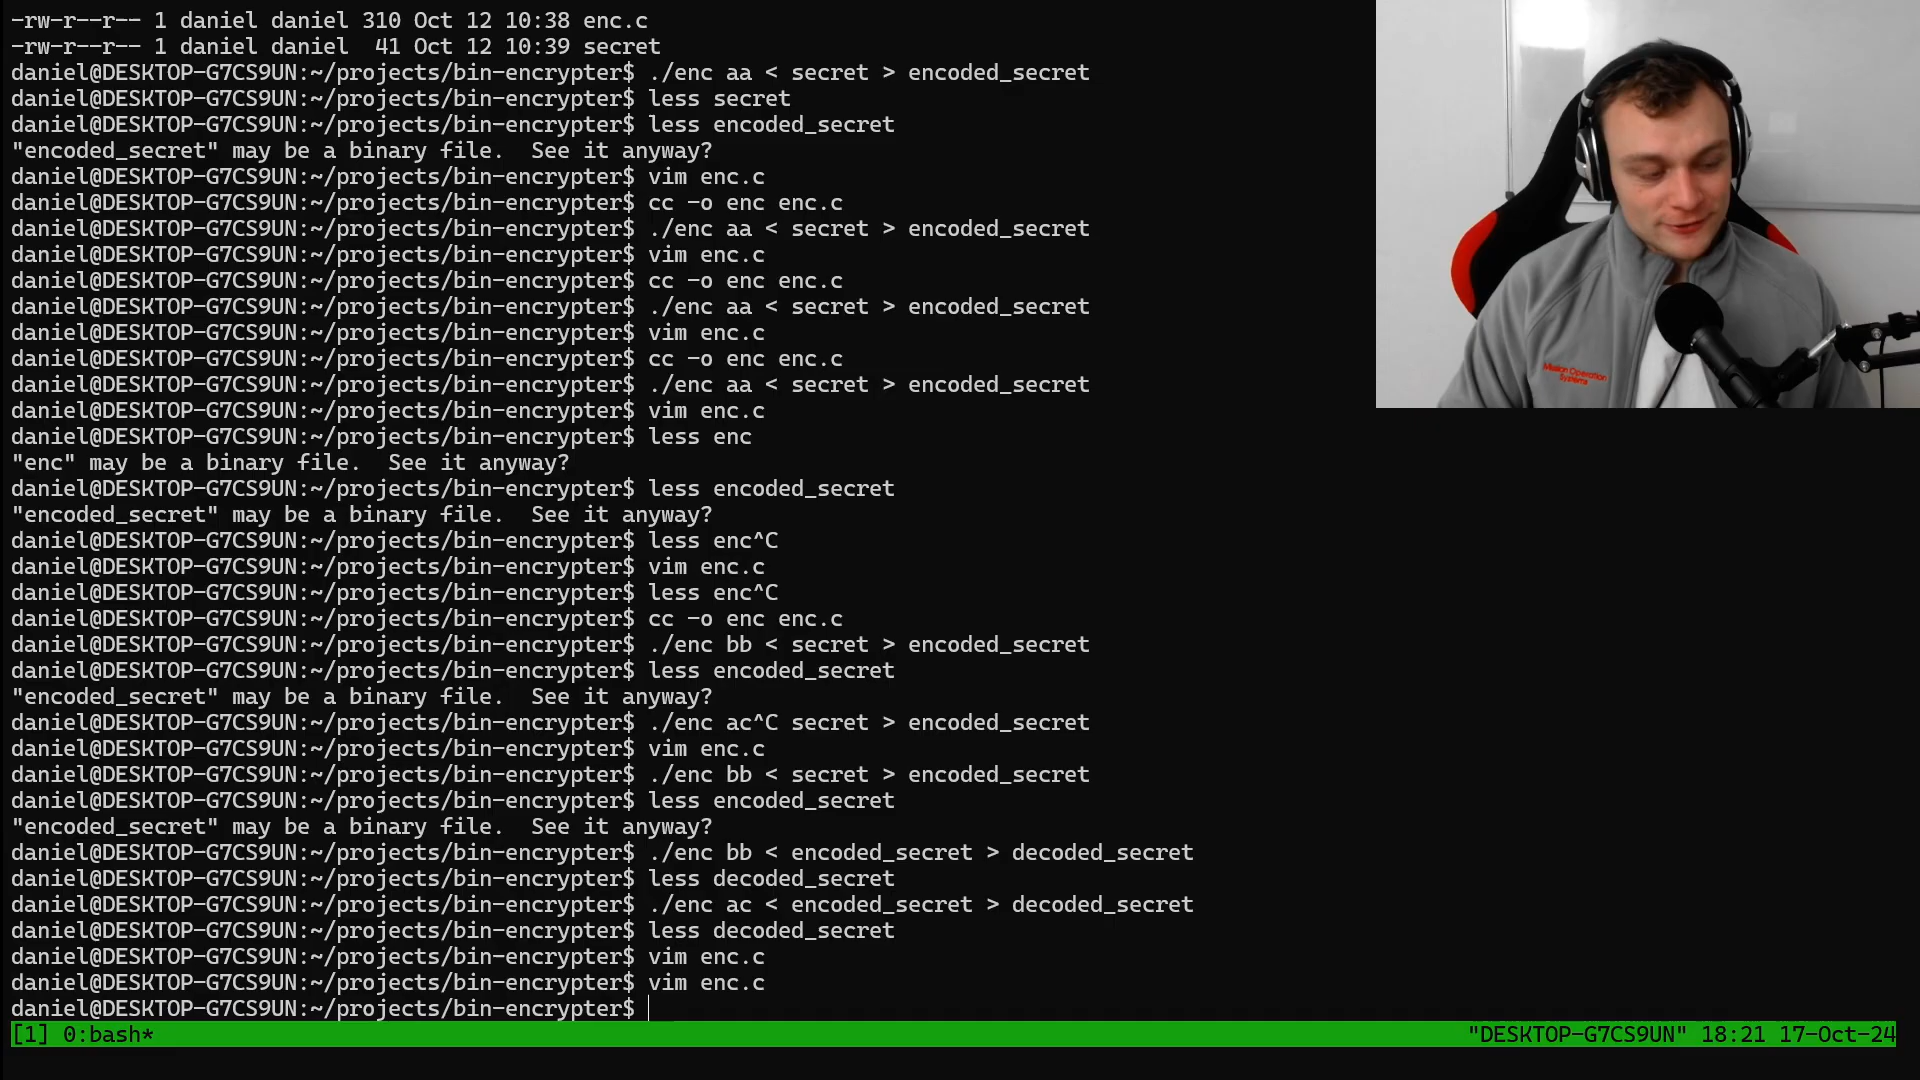 -rw-r--r-- 1 daniel daniel 310 Oct 12 10:38 enc.c
-rw-r--r-- 1 daniel daniel  41 Oct 12 10:39 secret
daniel@DESKTOP-G7CS9UN:~/projects/bin-encrypter$ ./enc aa < secret > encoded_secret
daniel@DESKTOP-G7CS9UN:~/projects/bin-encrypter$ less secret
daniel@DESKTOP-G7CS9UN:~/projects/bin-encrypter$ less encoded_secret
"encoded_secret" may be a binary file.  See it anyway?
daniel@DESKTOP-G7CS9UN:~/projects/bin-encrypter$ vim enc.c
daniel@DESKTOP-G7CS9UN:~/projects/bin-encrypter$ cc -o enc enc.c
daniel@DESKTOP-G7CS9UN:~/projects/bin-encrypter$ ./enc aa < secret > encoded_secret
daniel@DESKTOP-G7CS9UN:~/projects/bin-encrypter$ vim enc.c
daniel@DESKTOP-G7CS9UN:~/projects/bin-encrypter$ cc -o enc enc.c
daniel@DESKTOP-G7CS9UN:~/projects/bin-encrypter$ ./enc aa < secret > encoded_secret
daniel@DESKTOP-G7CS9UN:~/projects/bin-encrypter$ vim enc.c
daniel@DESKTOP-G7CS9UN:~/projects/bin-encrypter$ cc -o enc enc.c
daniel@DESKTOP-G7CS9UN:~/projects/bin-encrypter$ ./enc aa < secret > encoded_secret
daniel@DESKTOP-G7CS9UN:~/projects/bin-encrypter$ vim enc.c
daniel@DESKTOP-G7CS9UN:~/projects/bin-encrypter$ less enc
"enc" may be a binary file.  See it anyway?
daniel@DESKTOP-G7CS9UN:~/projects/bin-encrypter$ less encoded_secret
"encoded_secret" may be a binary file.  See it anyway?
daniel@DESKTOP-G7CS9UN:~/projects/bin-encrypter$ less enc^C
daniel@DESKTOP-G7CS9UN:~/projects/bin-encrypter$ vim enc.c
daniel@DESKTOP-G7CS9UN:~/projects/bin-encrypter$ less enc^C
daniel@DESKTOP-G7CS9UN:~/projects/bin-encrypter$ cc -o enc enc.c
daniel@DESKTOP-G7CS9UN:~/projects/bin-encrypter$ ./enc bb < secret > encoded_secret
daniel@DESKTOP-G7CS9UN:~/projects/bin-encrypter$ less encoded_secret
"encoded_secret" may be a binary file.  See it anyway?
daniel@DESKTOP-G7CS9UN:~/projects/bin-encrypter$ ./enc ac^C secret > encoded_secret
daniel@DESKTOP-G7CS9UN:~/projects/bin-encrypter$ vim enc.c
daniel@DESKTOP-G7CS9UN:~/projects/bin-encrypter$ ./enc bb < secret > encoded_secret
daniel@DESKTOP-G7CS9UN:~/projects/bin-encrypter$ less encoded_secret
"encoded_secret" may be a binary file.  See it anyway?
daniel@DESKTOP-G7CS9UN:~/projects/bin-encrypter$ ./enc bb < encoded_secret > decoded_secret
daniel@DESKTOP-G7CS9UN:~/projects/bin-encrypter$ less decoded_secret
daniel@DESKTOP-G7CS9UN:~/projects/bin-encrypter$ ./enc ac < encoded_secret > decoded_secret
daniel@DESKTOP-G7CS9UN:~/projects/bin-encrypter$ less decoded_secret
daniel@DESKTOP-G7CS9UN:~/projects/bin-encrypter$ vim enc.c
daniel@DESKTOP-G7CS9UN:~/projects/bin-encrypter$ vim enc.c
daniel@DESKTOP-G7CS9UN:~/projects/bin-encrypter$
[1] 0:bash* "DESKTOP-G7CS9UN" 18:21 17-Oct-24
Mission Operation
Systems